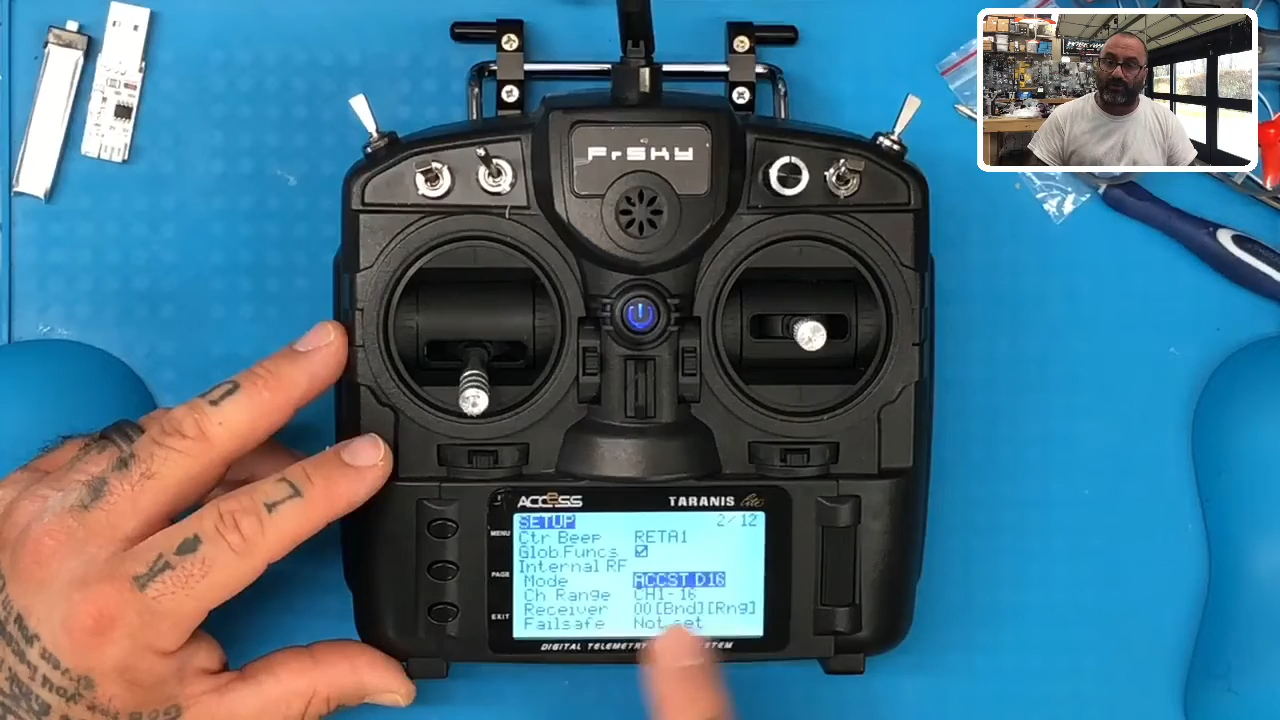 FrSKY
ACCESS
TARANIS lite
MENU
PAGE
EXIT
SETUP 2/12
Ctr Beep RETA1
Glob.Funcs
Internal RF
Mode ACCST D16
Ch Range CH1-16
Receiver 00[Bnd][Rng]
Failsafe Not set
DIGITAL TELEMETRY